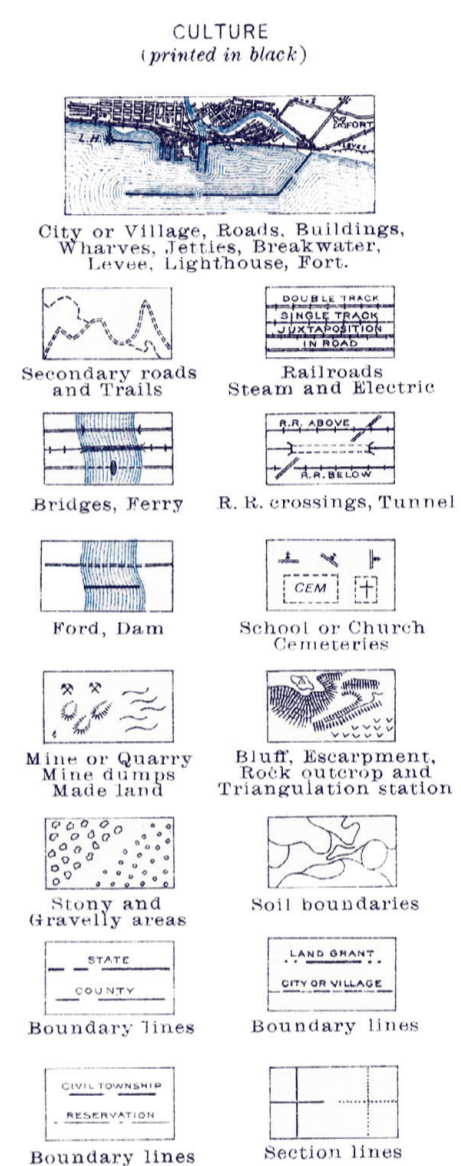 CULTURE
(printed in black)
L.H.
FORT
LEVEE
City or Village, Roads, Buildings,
Wharves, Jetties, Breakwater,
Levee, Lighthouse, Fort.
Secondary roads
and Trails
DOUBLE TRACK
SINGLE TRACK
JUXTAPOSITION
IN ROAD
Railroads
Steam and Electric
Bridges, Ferry
R.R. ABOVE
R.R. BELOW
R. R. crossings, Tunnel
Ford, Dam
CEM
School or Church
Cemeteries
Mine or Quarry
Mine dumps
Made land
Bluff, Escarpment,
Rock outcrop and
Triangulation station
Stony and
Gravelly areas
Soil boundaries
STATE
COUNTY
Boundary lines
LAND GRANT
CITY OR VILLAGE
Boundary lines
CIVIL TOWNSHIP
RESERVATION
Boundary lines
Section lines